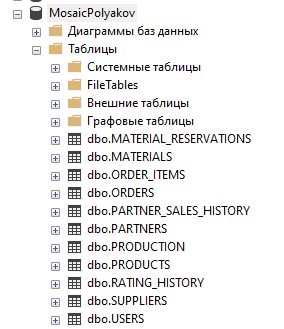 MosaicPolyakov
Диаграммы баз данных
Таблицы
Системные таблицы
FileTables
Внешние таблицы
Графовые таблицы
dbo.MATERIAL_RESERVATIONS
dbo.MATERIALS
dbo.ORDER_ITEMS
dbo.ORDERS
dbo.PARTNER_SALES_HISTORY
dbo.PARTNERS
dbo.PRODUCTION
dbo.PRODUCTS
dbo.RATING_HISTORY
dbo.SUPPLIERS
dbo.USERS